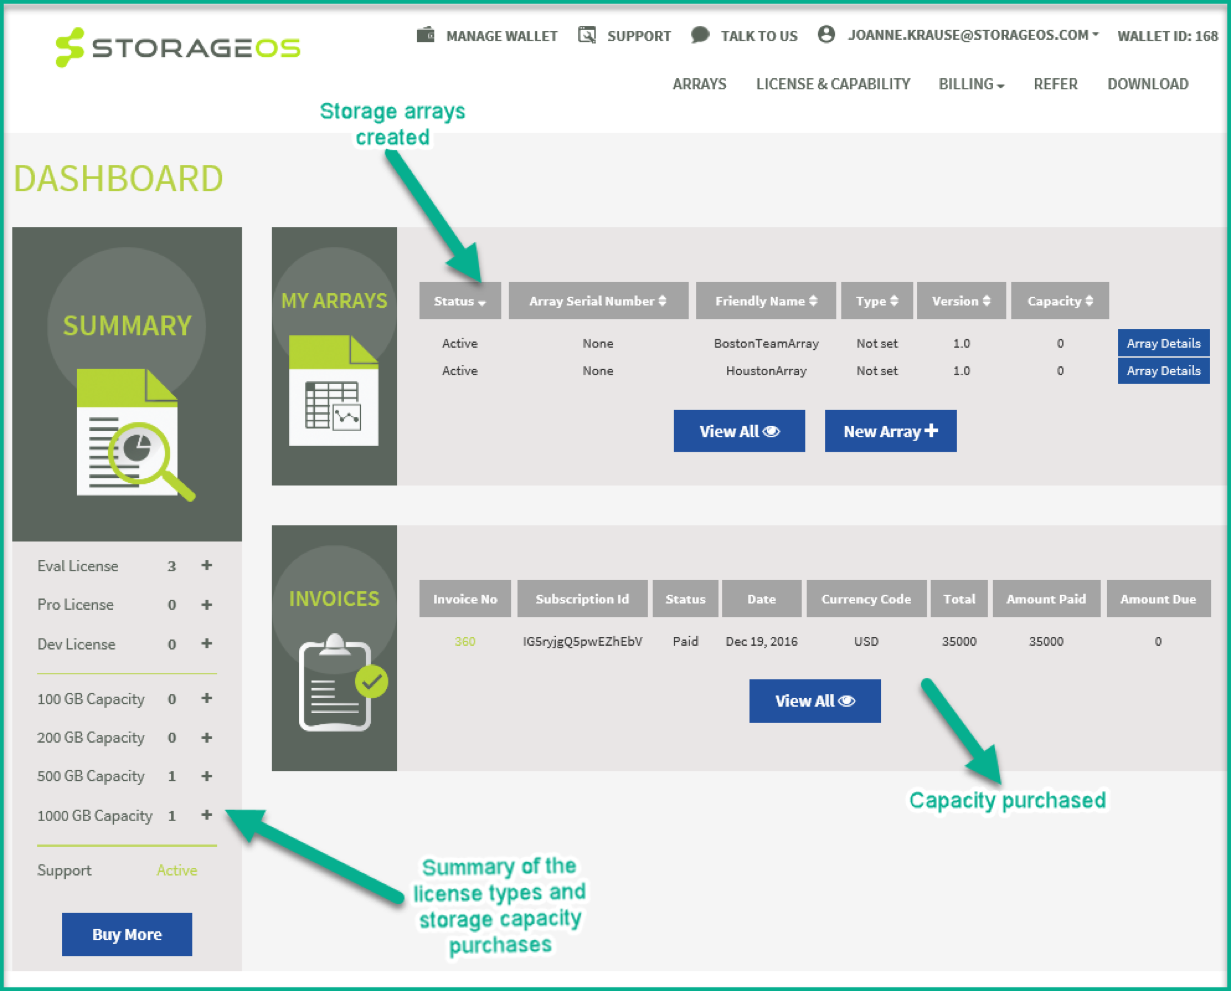 STORAGEOS
MANAGE WALLET SUPPORT TALK TO US JOANNE.KRAUSE@STORAGEOS.COM WALLET ID: 168
ARRAYS LICENSE & CAPABILITY BILLING REFER DOWNLOAD
Storage arrays
created
DASHBOARD
SUMMARY
Eval License 3 +
Pro License 0 +
Dev License 0 +
100 GB Capacity 0 +
200 GB Capacity 0 +
500 GB Capacity 1 +
1000 GB Capacity 1 +
Support Active
Buy More
MY ARRAYS
Status Array Serial Number Friendly Name Type Version Capacity
Active None BostonTeamArray Not set 1.0 0 Array Details
Active None HoustonArray Not set 1.0 0 Array Details
View All New Array +
INVOICES
Invoice No Subscription Id Status Date Currency Code Total Amount Paid Amount Due
360 IG5ryjgQ5pwEZhEbV Paid Dec 19, 2016 USD 35000 35000 0
View All
Capacity purchased
Summary of the
license types and
storage capacity
purchases